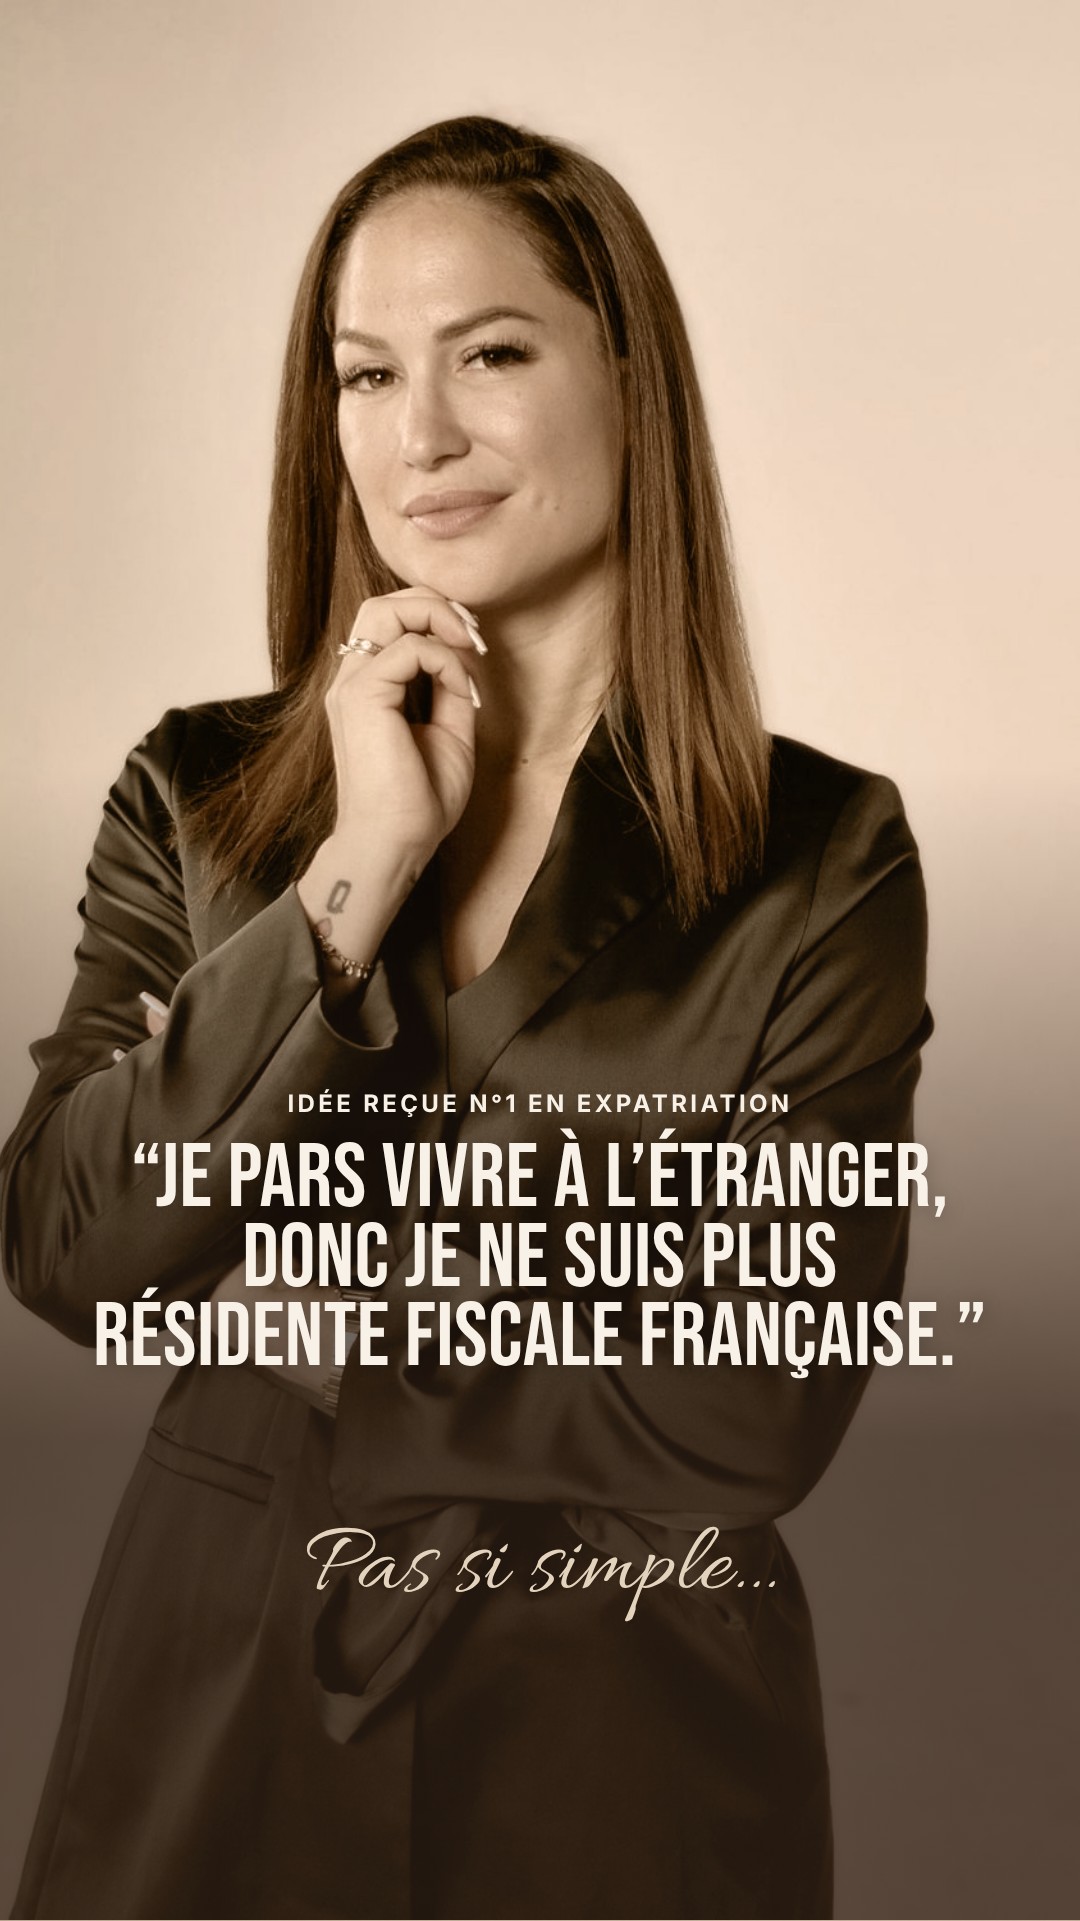 IDÉE REÇUE N°1 EN EXPATRIATION
“JE PARS VIVRE À L’ÉTRANGER,
DONC JE NE SUIS PLUS
RÉSIDENTE FISCALE FRANÇAISE.”
Pas si simple...
Q